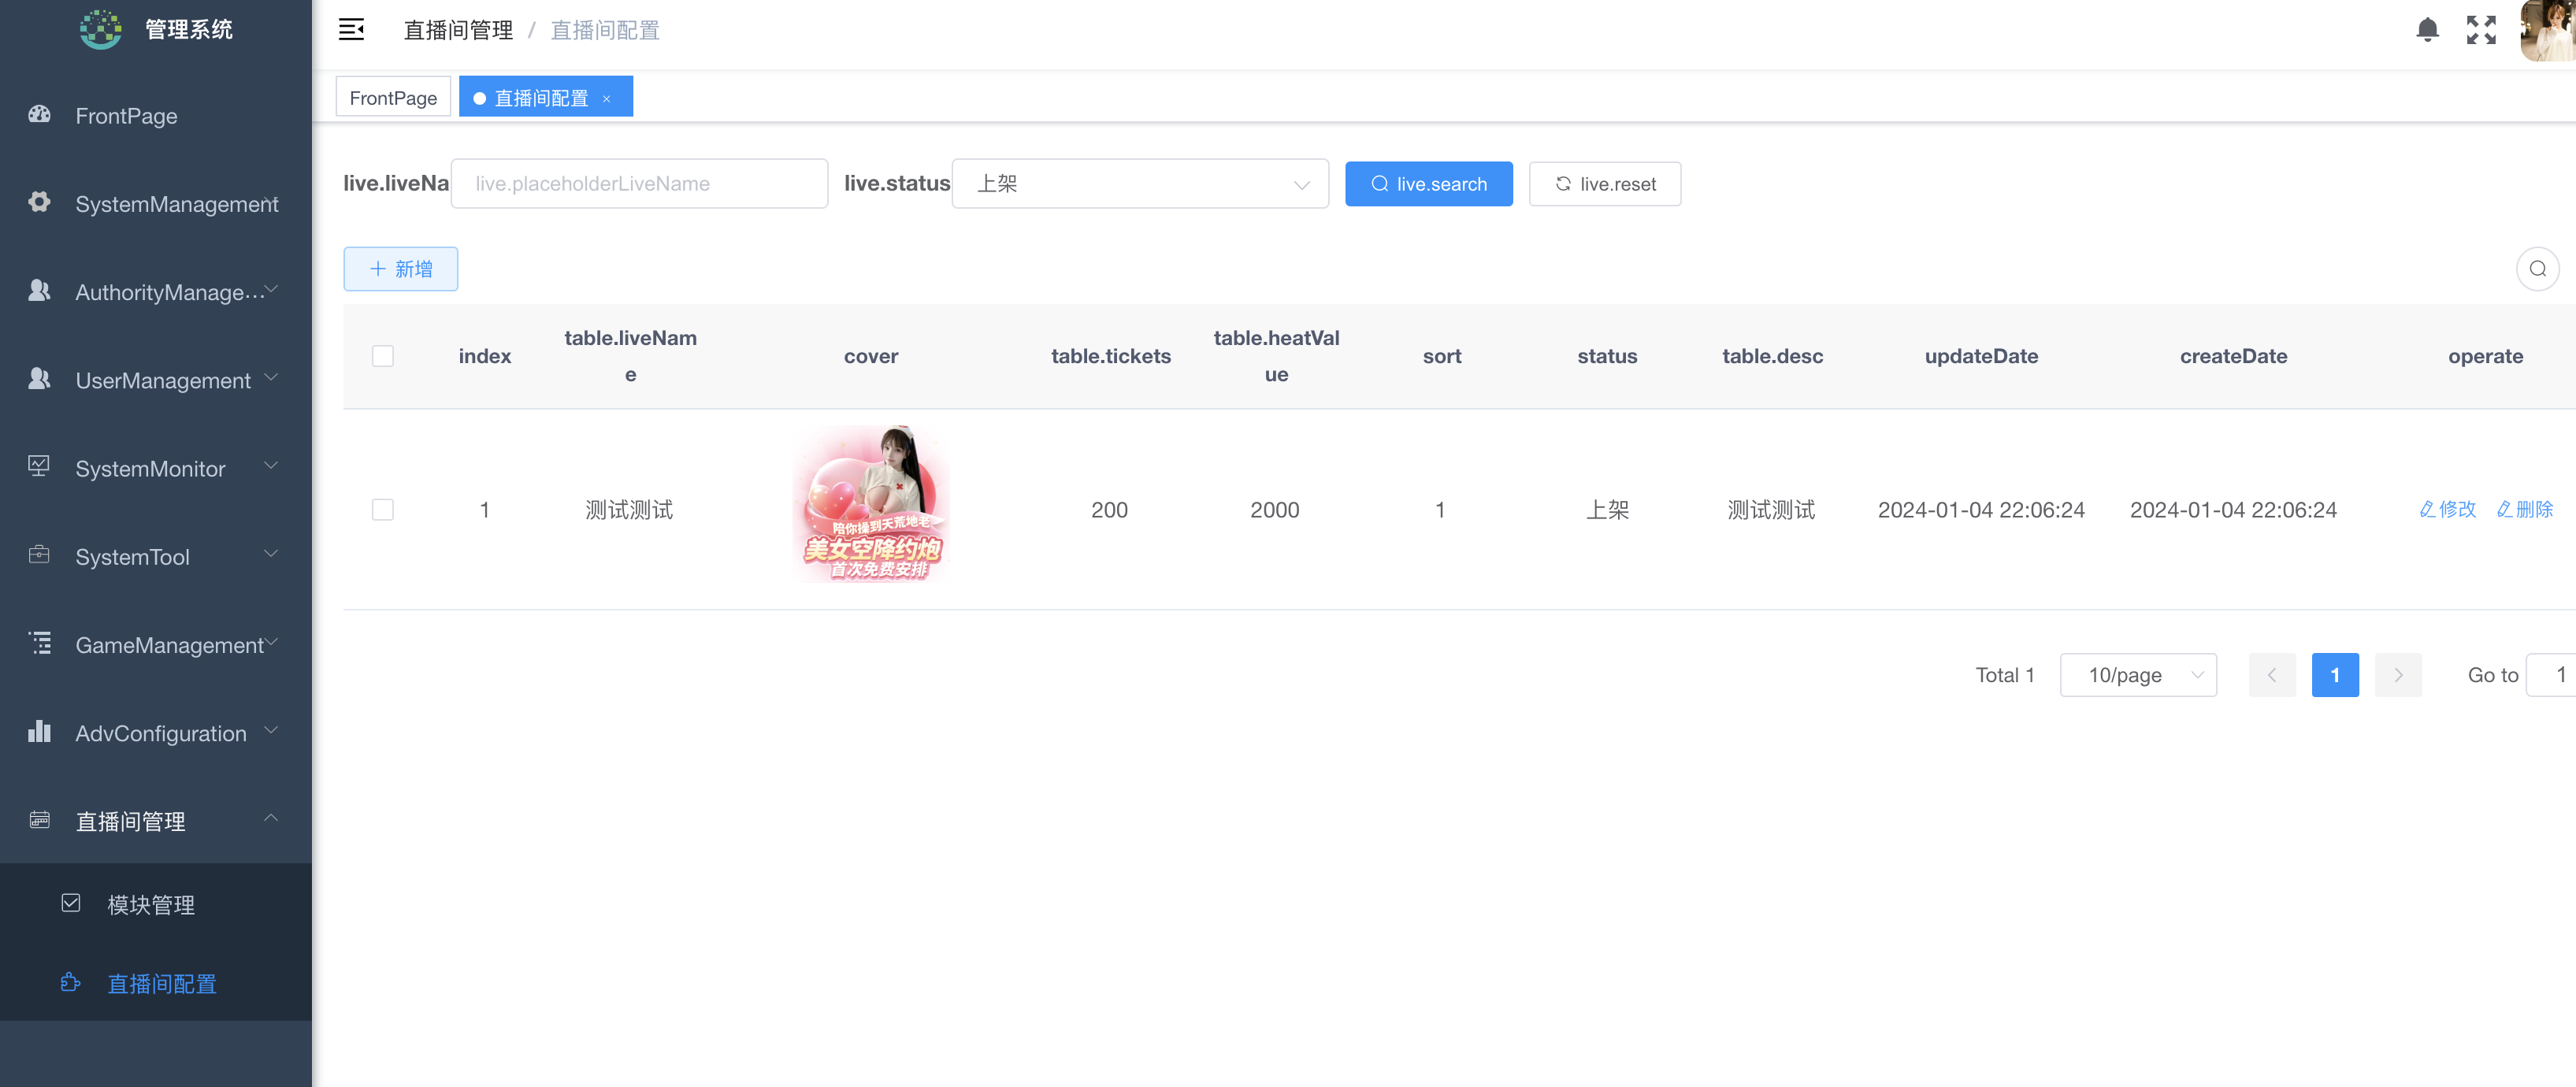 管理系统
直播间管理 / 直播间配置
FrontPage
直播间配置 ×
FrontPage
SystemManagement
AuthorityManage...
UserManagement
SystemMonitor
SystemTool
GameManagement
AdvConfiguration
直播间管理
模块管理
直播间配置
live.liveNa live.placeholderLiveName live.status 上架 live.search live.reset
新增
index table.liveNam
e cover table.tickets table.heatVal
ue sort status table.desc updateDate createDate operate
1 测试测试
陪你操到天荒地老
美女空降约炮
首次免费安排
200 2000 1 上架 测试测试 2024-01-04 22:06:24 2024-01-04 22:06:24 修改 删除
Total 1 10/page 1 Go to 1